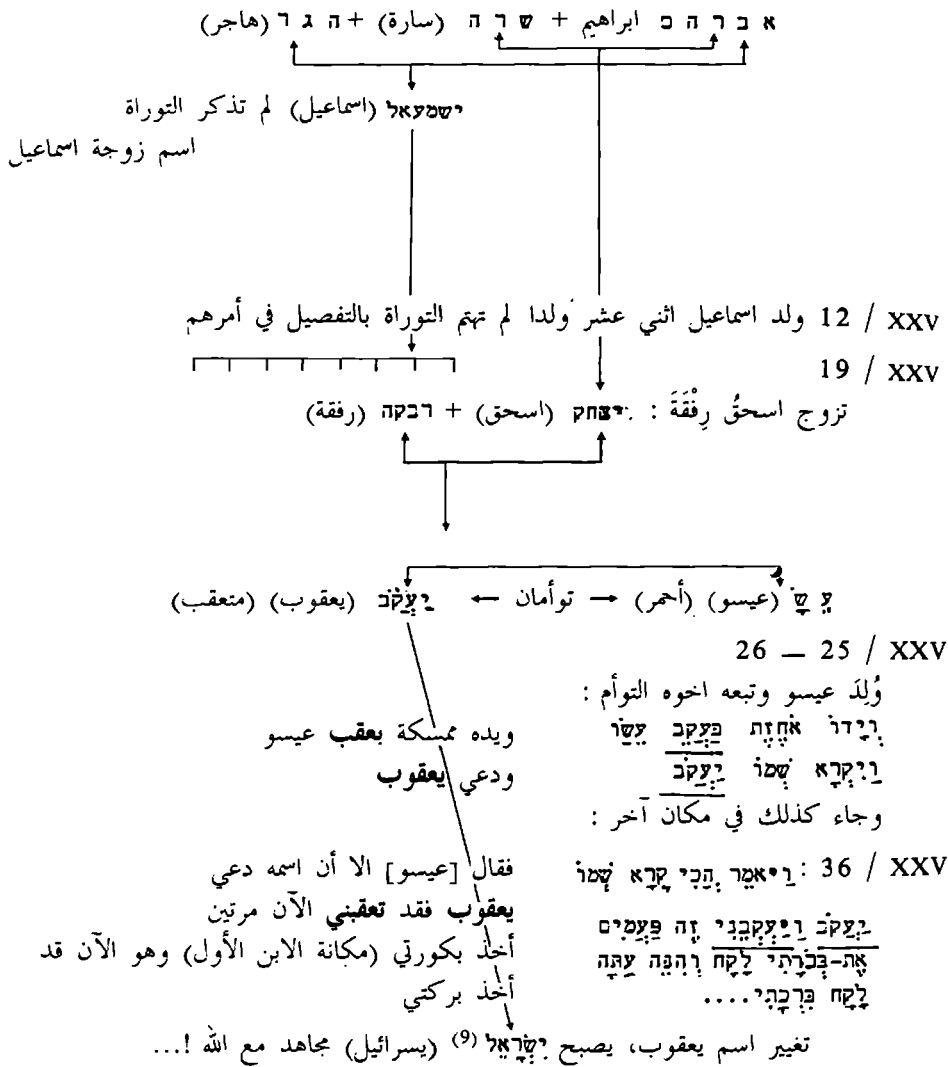 א ב ר ה ם ابراهيم + ש ר ה (سارة) + ה ג ר (هاجر)
ישמעאל (اسماعيل) لم تذكر التوراة
اسم زوجة اسماعيل
XXV / 12 ولد اسماعيل اثني عشر ولدا لم تهتم التوراة بالتفصيل في أمرهم
XXV / 19
تزوج اسحقُ رِفْقَةَ : יצחק (اسحق) + רבקה (رفقة)
עֵ שָׂ (عيسو) (أحمر) → توأمان ← יַעֲקֹב (يعقوب) (متعقب)
XXV / 25 — 26
وُلِدَ عيسو وتبعه اخوه التوأم :
וְיָדוֹ אֹחֶזֶת בַּעֲקֵב עֵשָׂו ويده ممسكة بعقب عيسو
וַיִּקְרָא שְׁמוֹ יַעֲקֹב ودعي يعقوب
وجاء كذلك في مكان آخر :
XXV / 36 : וַיֹּאמֶר הֲכִי קָרָא שְׁמוֹ فقال [عيسو] الا أن اسمه دعي
יַעֲקֹב וַיַּעְקְבֵנִי זֶה פַעֲמַיִם يعقوب فقد تعقبني الآن مرتين
אֶת-בְּכֹרָתִי לָקָח וְהִנֵּה עַתָּה أخذ بكورتي (مكانة الابن الأول) وهو الآن قد
לָקַח בִּרְכָתִי.... أخذ بركتي
تغيير اسم يعقوب، يصبح יִשְׂרָאֵל (9) (يسرائيل) مجاهد مع الله !...